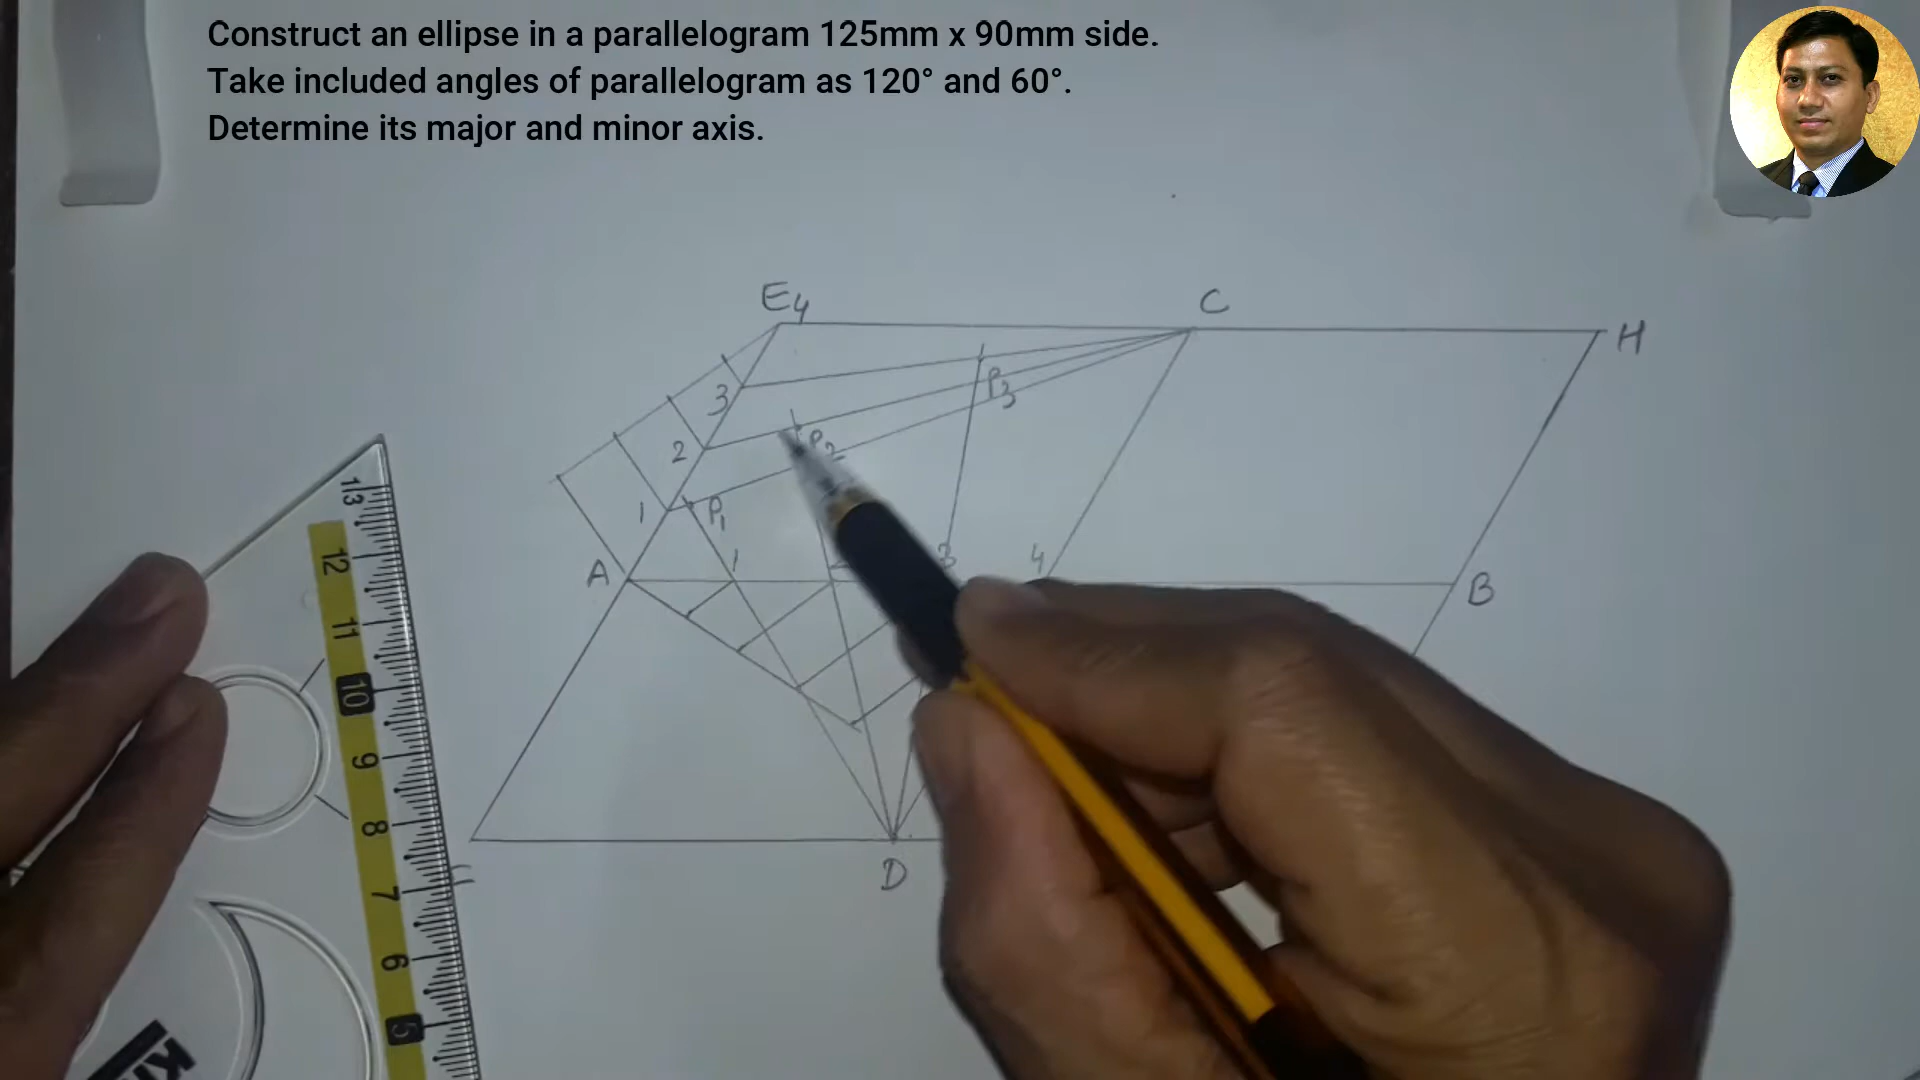 Construct an ellipse in a parallelogram 125mm x 90mm side.
Take included angles of parallelogram as 120° and 60°.
Determine its major and minor axis.
E4
C
H
3
P3
2
P2
1
P1
A
1
3
4
B
D
13
12
11
10
9
8
7
6
5